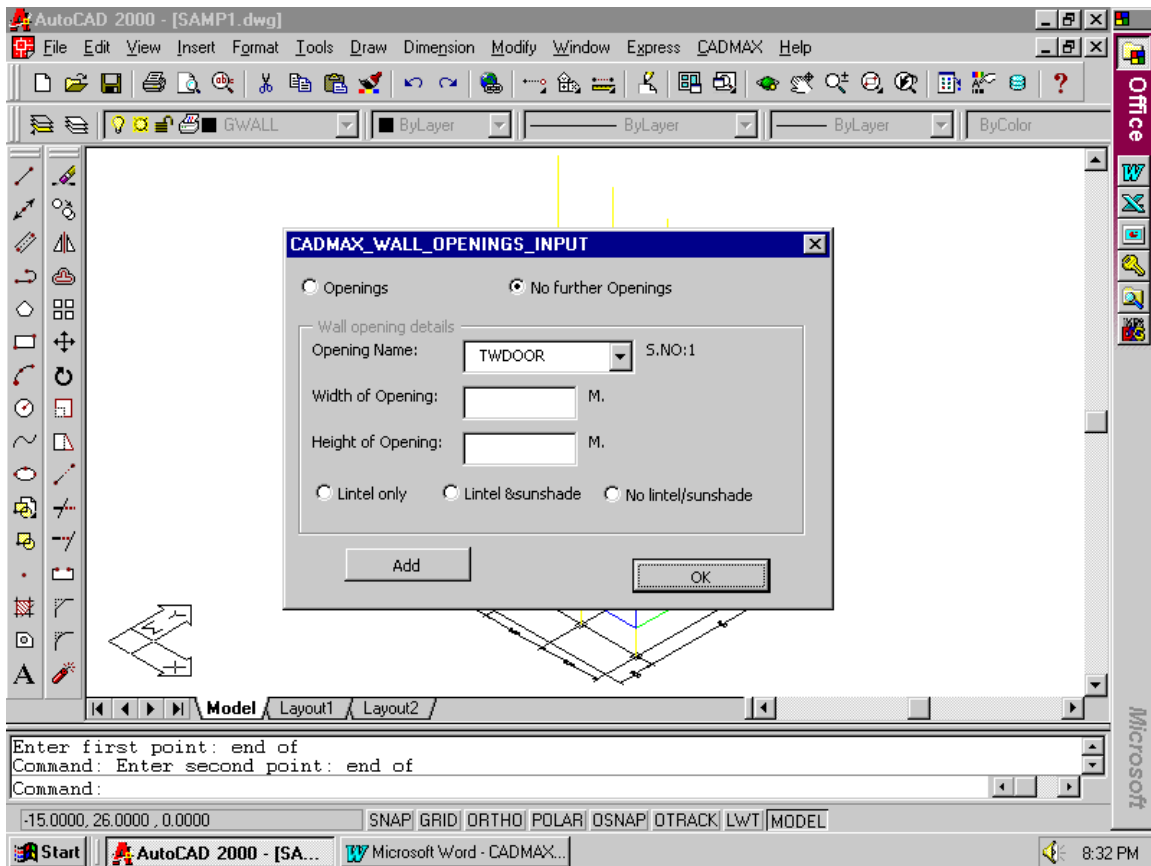 AutoCAD 2000 - [SAMP1.dwg]
File Edit View Insert Format Tools Draw Dimension Modify Window Express CADMAX Help
GWALL ByLayer ByLayer ByLayer ByColor
Office
CADMAX_WALL_OPENINGS_INPUT
Openings No further Openings
Wall opening details
Opening Name: TWDOOR S.NO:1
Width of Opening: M.
Height of Opening: M.
Lintel only Lintel &sunshade No lintel/sunshade
Add OK
A
Model Layout1 Layout2
Enter first point: end of
Command: Enter second point: end of
Command:
Microsoft
-15.0000, 26.0000 , 0.0000 SNAP GRID ORTHO POLAR OSNAP OTRACK LWT MODEL
Start AutoCAD 2000 - [SA... Microsoft Word - CADMAX... 8:32 PM